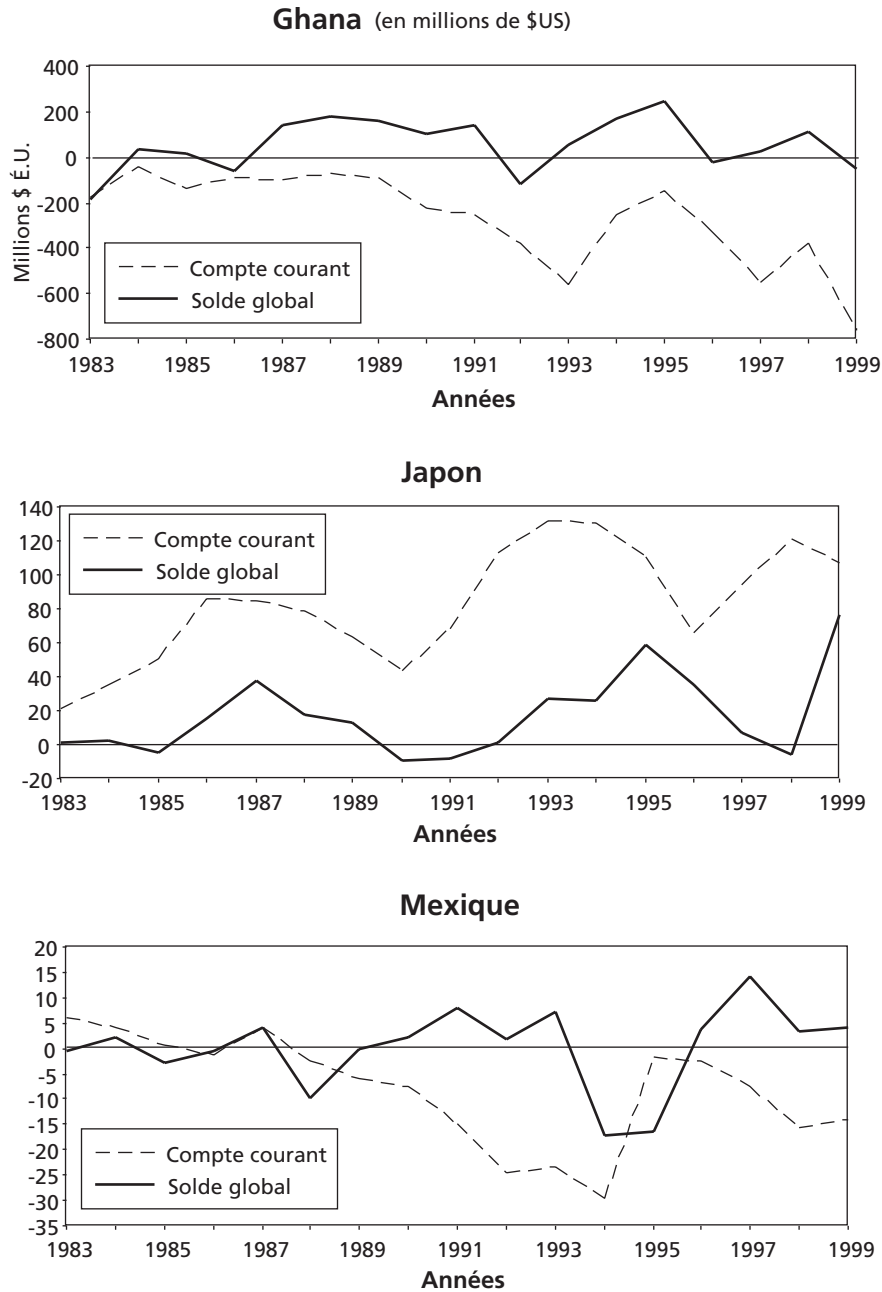 Ghana (en millions de $US)
Millions $ É.U.
400
200
0
-200
-400
-600
-800
Compte courant
Solde global
1983 1985 1987 1989 1991 1993 1995 1997 1999
Années
Japon
140
120
100
80
60
40
20
0
-20
Compte courant
Solde global
1983 1985 1987 1989 1991 1993 1995 1997 1999
Années
Mexique
20
15
10
5
0
-5
-10
-15
-20
-25
-30
-35
Compte courant
Solde global
1983 1985 1987 1989 1991 1993 1995 1997 1999
Années